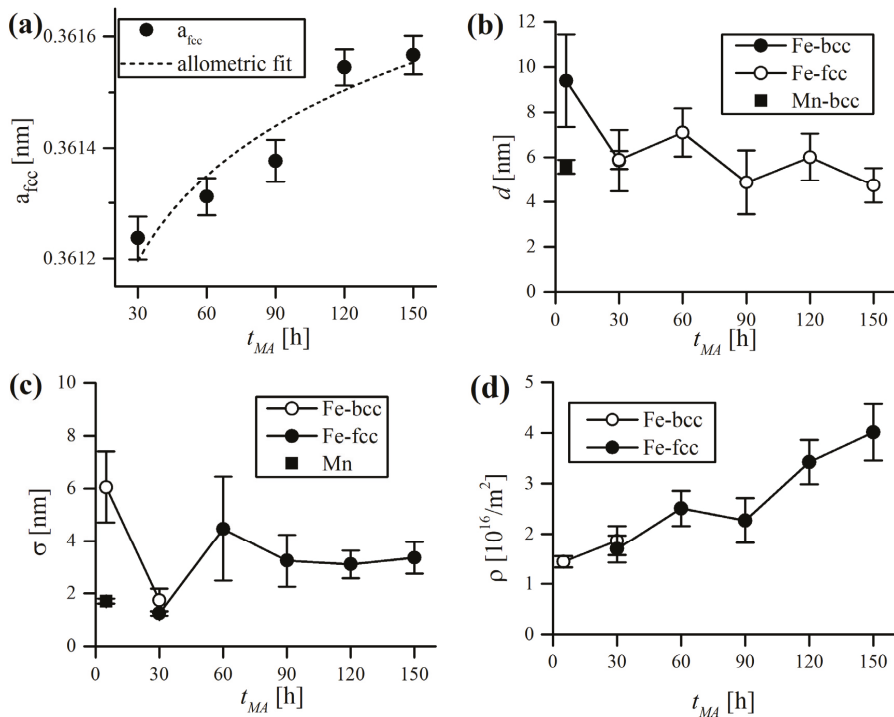 (a)
a_fcc
allometric fit
0.3616
0.3614
0.3612
a_fcc [nm]
30 60 90 120 150
t_MA [h]
(b)
Fe-bcc
Fe-fcc
Mn-bcc
12
10
8
6
4
2
0
d [nm]
0 30 60 90 120 150
t_MA [h]
(c)
Fe-bcc
Fe-fcc
Mn
10
8
6
4
2
0
σ [nm]
0 30 60 90 120 150
t_MA [h]
(d)
Fe-bcc
Fe-fcc
5
4
3
2
1
0
ρ [10^16/m^2]
0 30 60 90 120 150
t_MA [h]